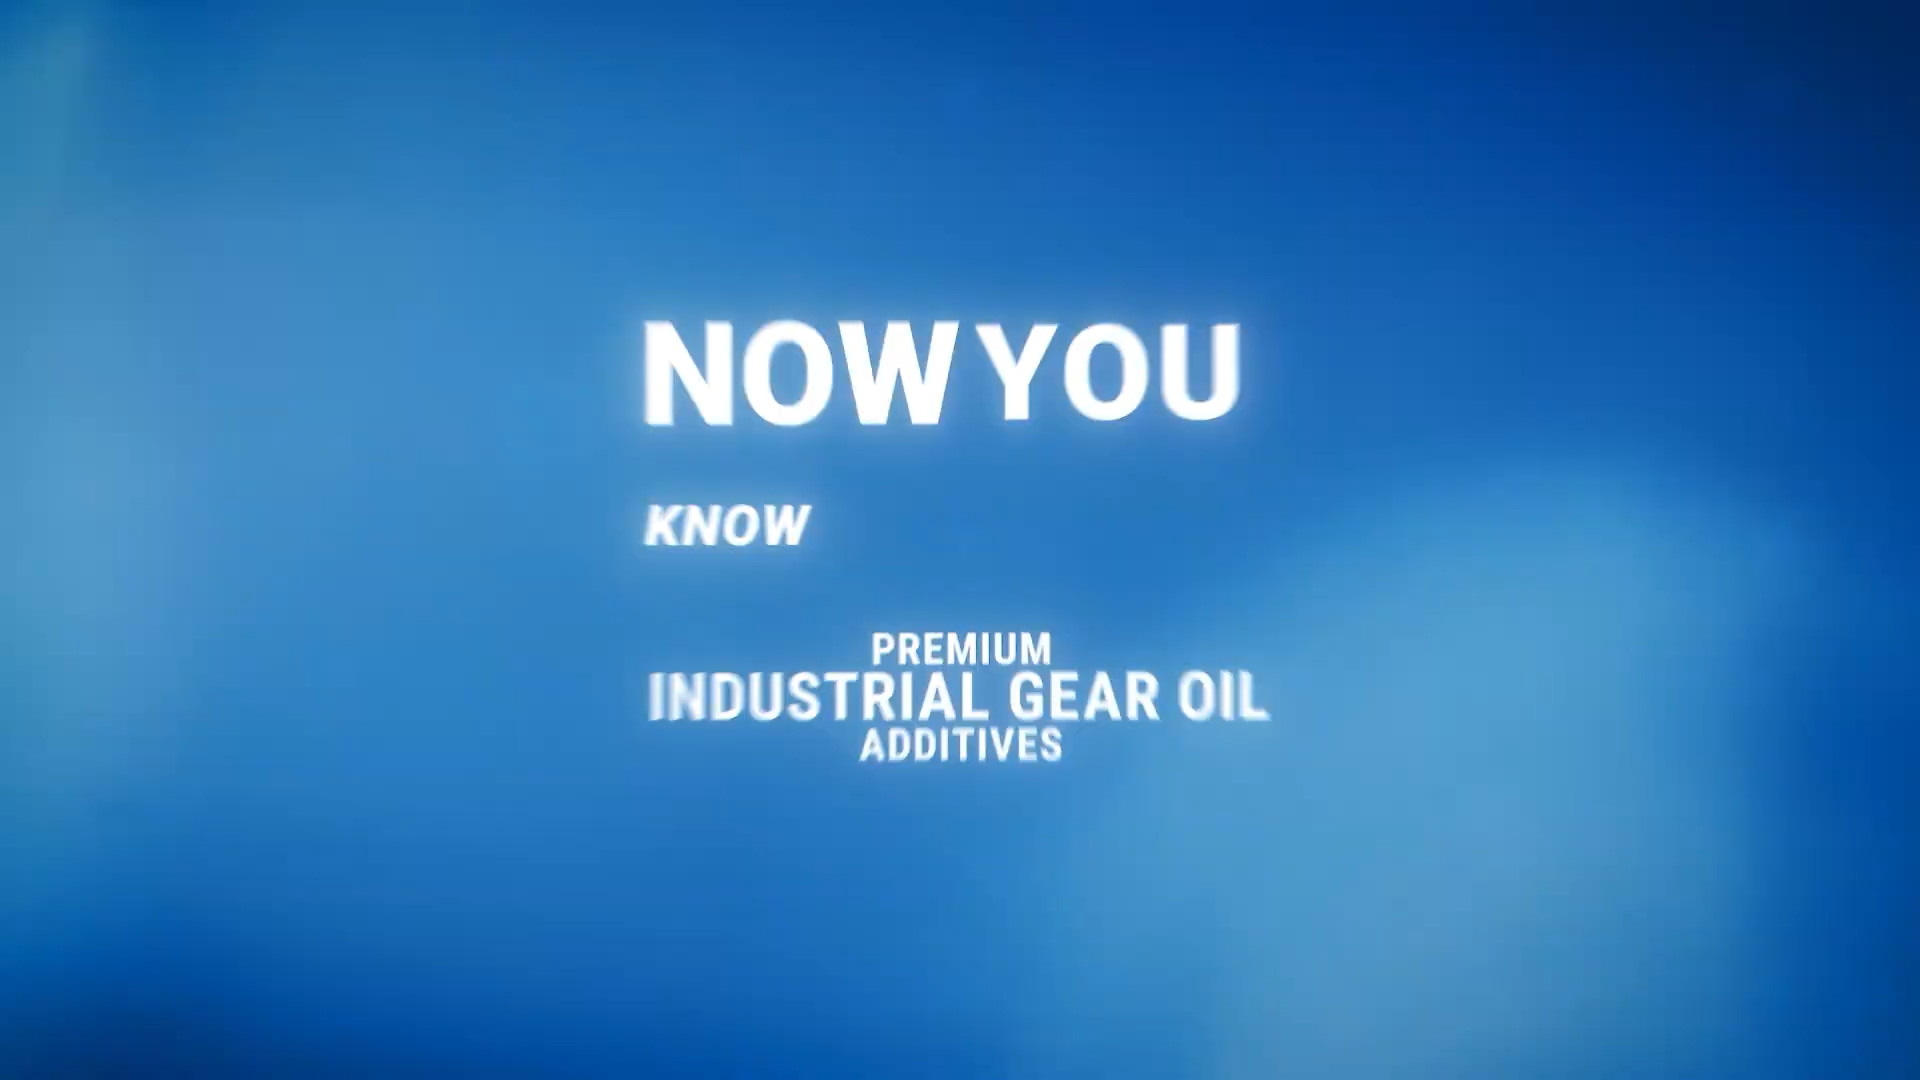 NOW YOU
KNOW
PREMIUM
INDUSTRIAL GEAR OIL
ADDITIVES